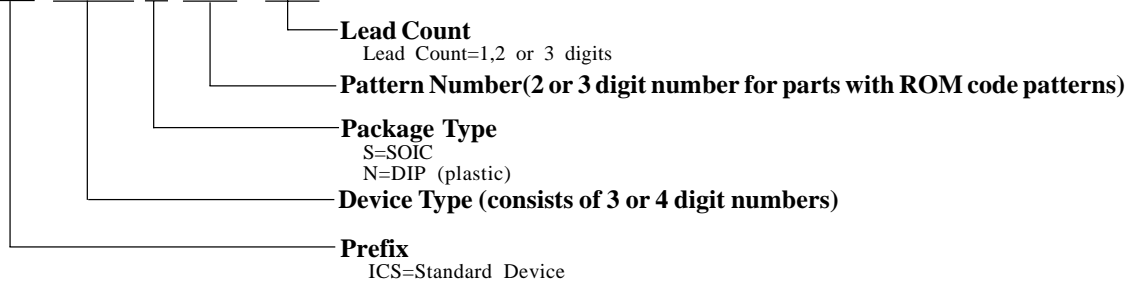 Lead Count
Lead Count=1,2 or 3 digits
Pattern Number(2 or 3 digit number for parts with ROM code patterns)
Package Type
S=SOIC
N=DIP (plastic)
Device Type (consists of 3 or 4 digit numbers)
Prefix
ICS=Standard Device